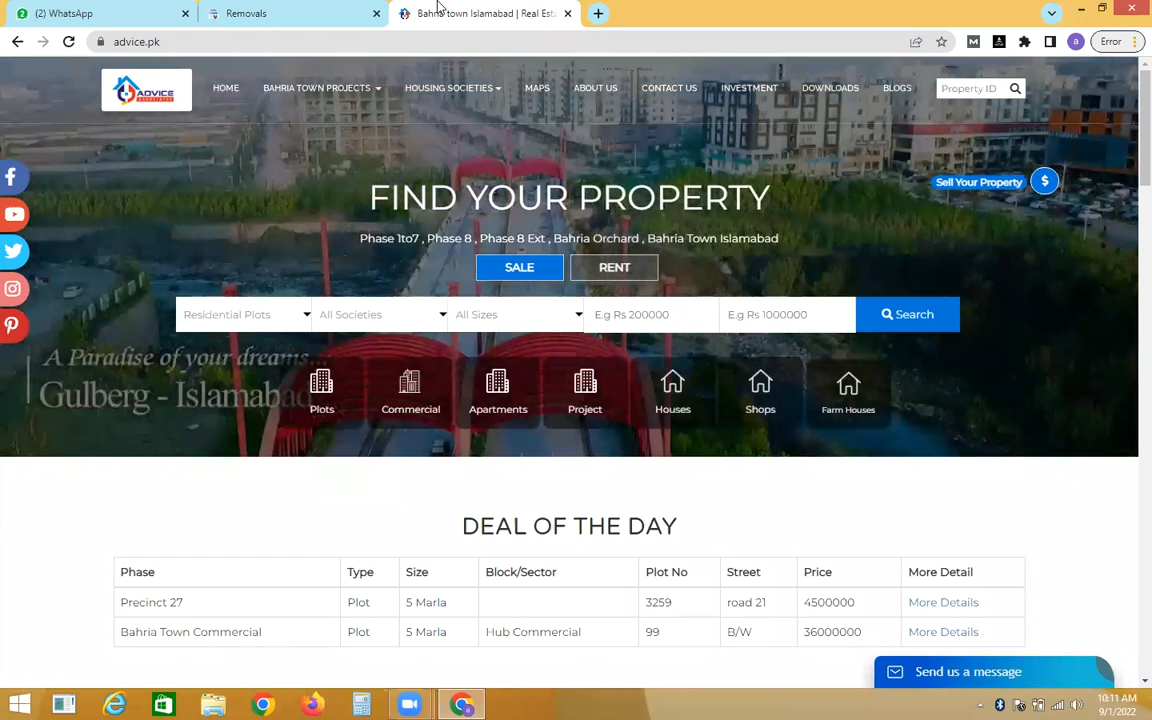 2 (2) WhatsApp Removals Bahria town Islamabad | Real Esta
advice.pk Error
ADVICE ASSOCIATES HOME BAHRIA TOWN PROJECTS HOUSING SOCIETIES MAPS ABOUT US CONTACT US INVESTMENT DOWNLOADS BLOGS Property ID
Sell Your Property $
FIND YOUR PROPERTY
Phase 1to7 , Phase 8 , Phase 8 Ext , Bahria Orchard , Bahria Town Islamabad
SALE RENT
Residential Plots All Societies All Sizes E.g Rs 200000 E.g Rs 1000000 Search
A Paradise of your dreams...
Gulberg - Islamabad
Plots Commercial Apartments Project Houses Shops Farm Houses
DEAL OF THE DAY
Phase Type Size Block/Sector Plot No Street Price More Detail
Precinct 27 Plot 5 Marla 3259 road 21 4500000 More Details
Bahria Town Commercial Plot 5 Marla Hub Commercial 99 B/W 36000000 More Details
Send us a message
10:11 AM
9/1/2022